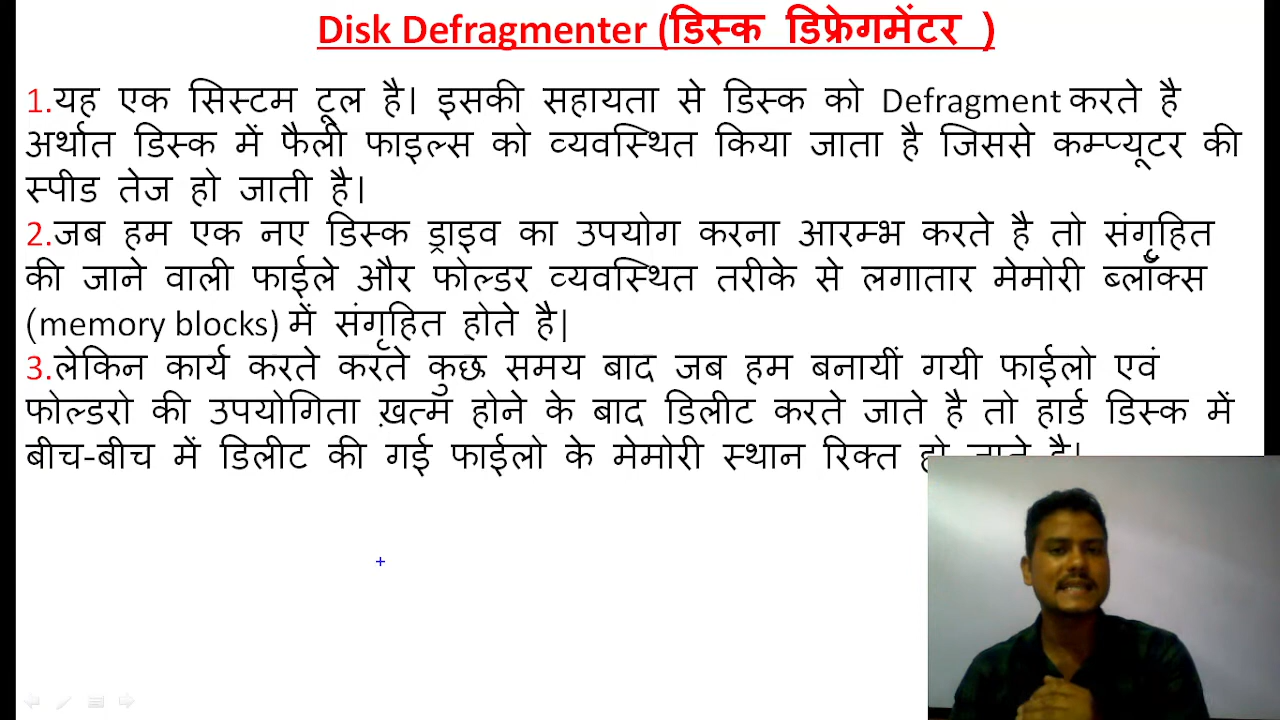 Disk Defragmenter (डिस्क डिफ्रेगमेंटर )
1.यह एक सिस्टम टूल है। इसकी सहायता से डिस्क को Defragment करते है
अर्थात डिस्क में फैली फाइल्स को व्यवस्थित किया जाता है जिससे कम्प्यूटर की
स्पीड तेज हो जाती है।
2.जब हम एक नए डिस्क ड्राइव का उपयोग करना आरम्भ करते है तो संगृहित
की जाने वाली फाईले और फोल्डर व्यवस्थित तरीके से लगातार मेमोरी ब्लॉक्स
(memory blocks) में संगृहित होते है|
3.लेकिन कार्य करते करते कुछ समय बाद जब हम बनायीं गयी फाईलो एवं
फोल्डरो की उपयोगिता ख़त्म होने के बाद डिलीट करते जाते है तो हार्ड डिस्क में
बीच-बीच में डिलीट की गई फाईलो के मेमोरी स्थान रिक्त हो जाते है।